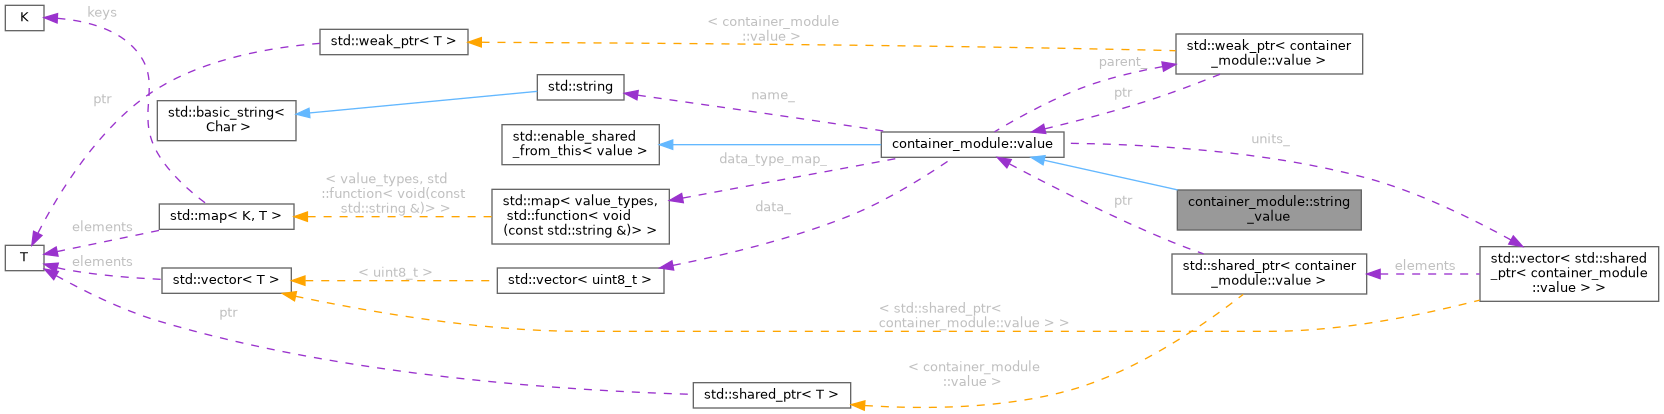 K
keys
std::weak_ptr< T >
< container_module
::value >
std::weak_ptr< container
_module::value >
parent_
ptr
ptr
std::string
std::basic_string<
Char >
name_
std::enable_shared
_from_this< value >
container_module::value
units_
data_type_map_
< value_types, std
::function< void(const
std::string &)> >
std::map< value_types,
std::function< void
(const std::string &)> >
data_
ptr
container_module::string
_value
std::map< K, T >
elements
T
elements
std::vector< T >
< uint8_t >
std::vector< uint8_t >
std::shared_ptr< container
_module::value >
elements
std::vector< std::shared
_ptr< container_module
::value > >
ptr
< std::shared_ptr<
container_module::value > >
< container_module
::value >
std::shared_ptr< T >